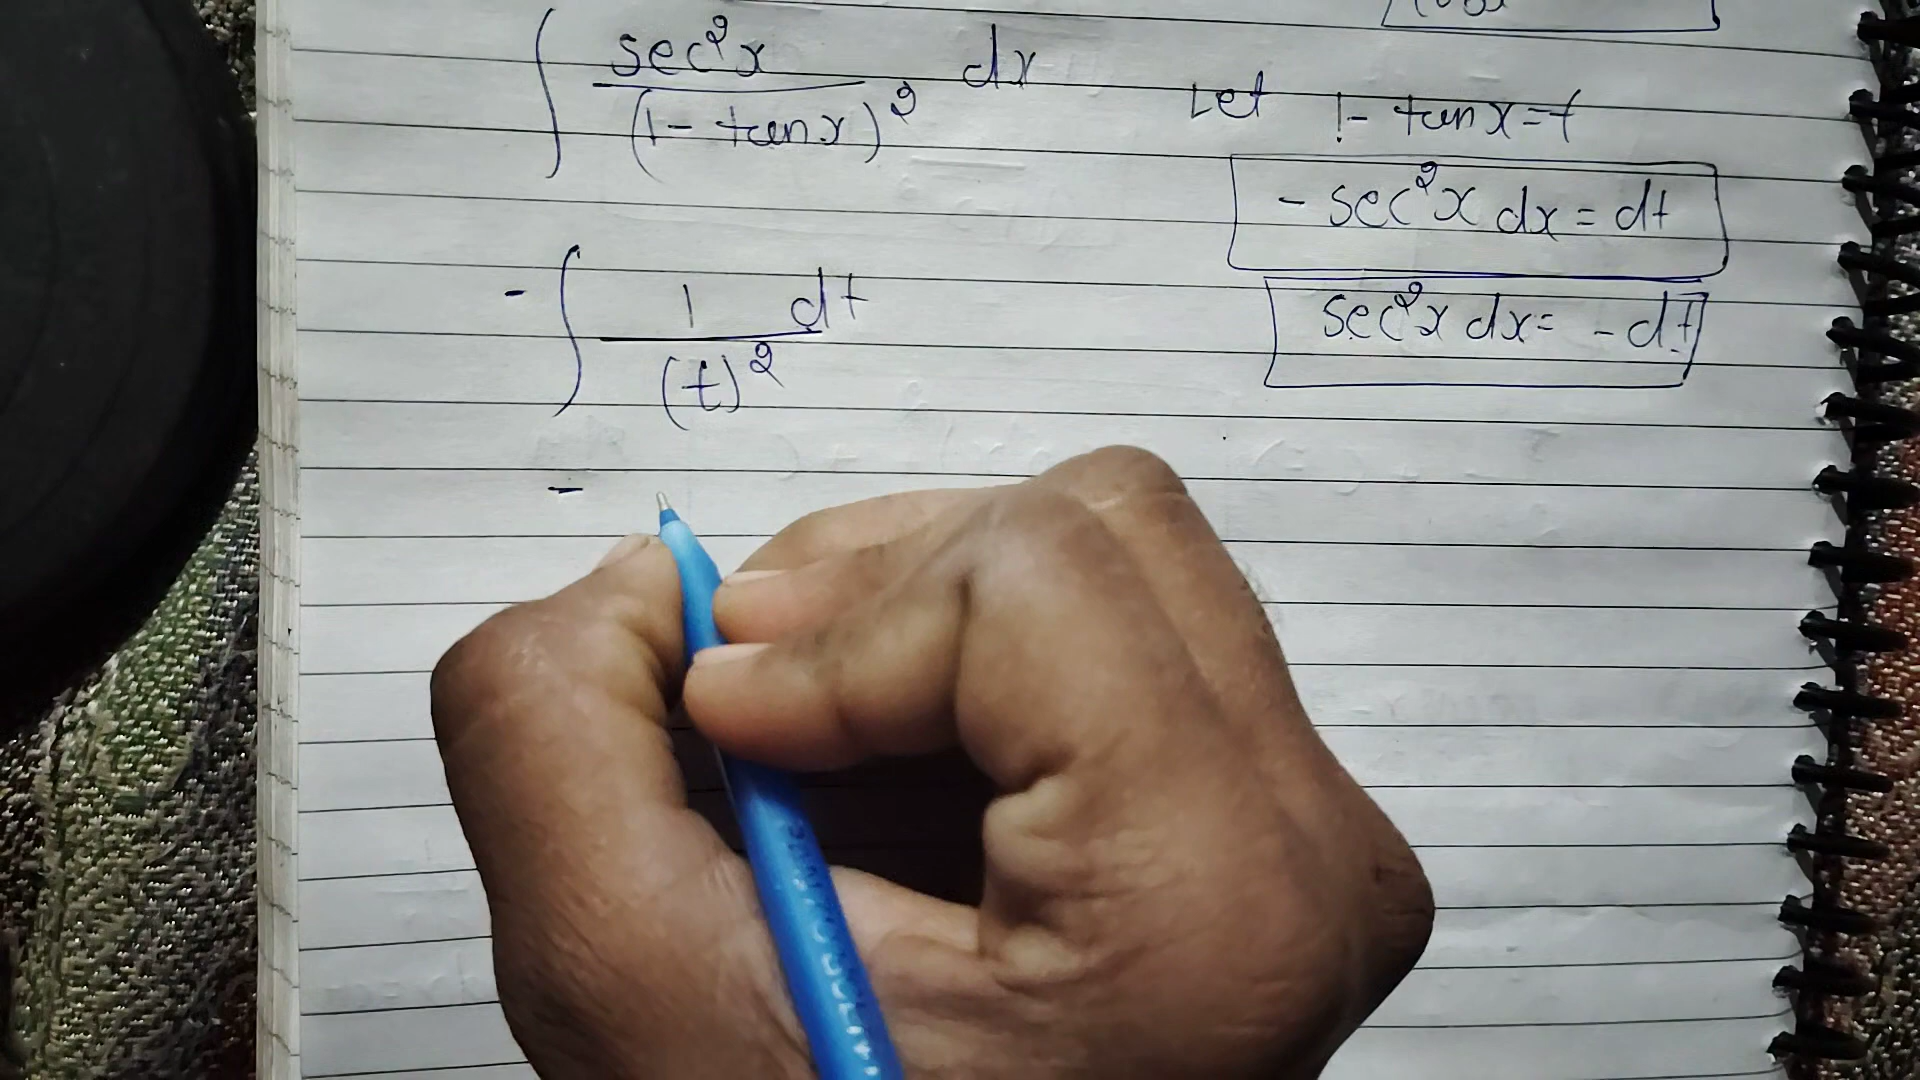 ∫ sec²x / (1 - tanx)² dx
Let 1 - tanx = t
- sec²x dx = dt
- ∫ 1 dt / (t)²
sec²x dx = - dt
-